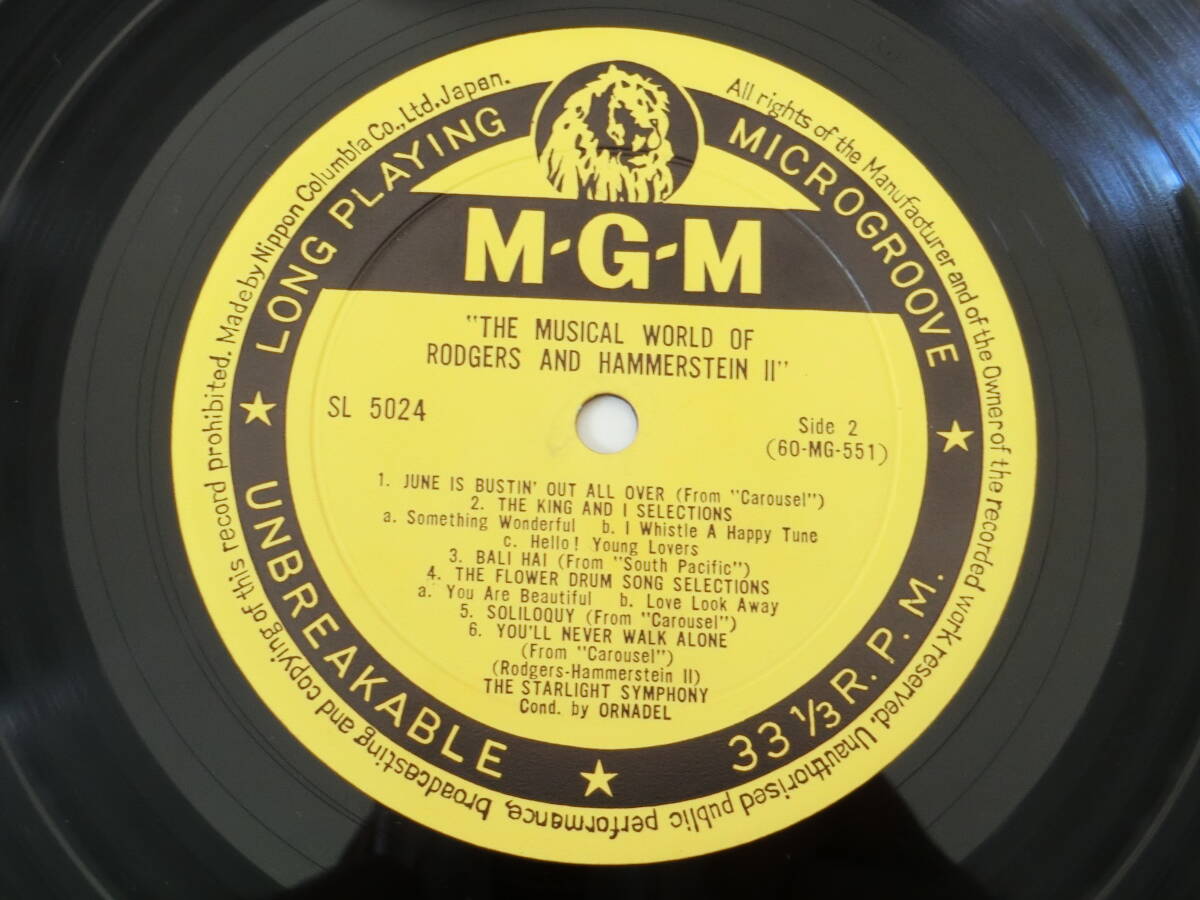 All rights of the Manufacturer and of the Owner of the recorded work reserved. Unauthorised public performance, broadcasting and copying of this record prohibited. Made by Nippon Columbia Co., Ltd. Japan.
LONG PLAYING
MICROGROOVE
M-G-M
"THE MUSICAL WORLD OF
RODGERS AND HAMMERSTEIN II"
SL 5024
Side 2
(60-MG-551)
1. JUNE IS BUSTIN' OUT ALL OVER (From "Carousel")
2. THE KING AND I SELECTIONS
a. Something Wonderful b. I Whistle A Happy Tune
c. Hello! Young Lovers
3. BALI HAI (From "South Pacific")
4. THE FLOWER DRUM SONG SELECTIONS
a. You Are Beautiful b. Love Look Away
5. SOLILOQUY (From "Carousel")
6. YOU'LL NEVER WALK ALONE
(From "Carousel")
(Rodgers-Hammerstein II)
THE STARLIGHT SYMPHONY
Cond. by ORNADEL
UNBREAKABLE
33 1/3 R. P. M.